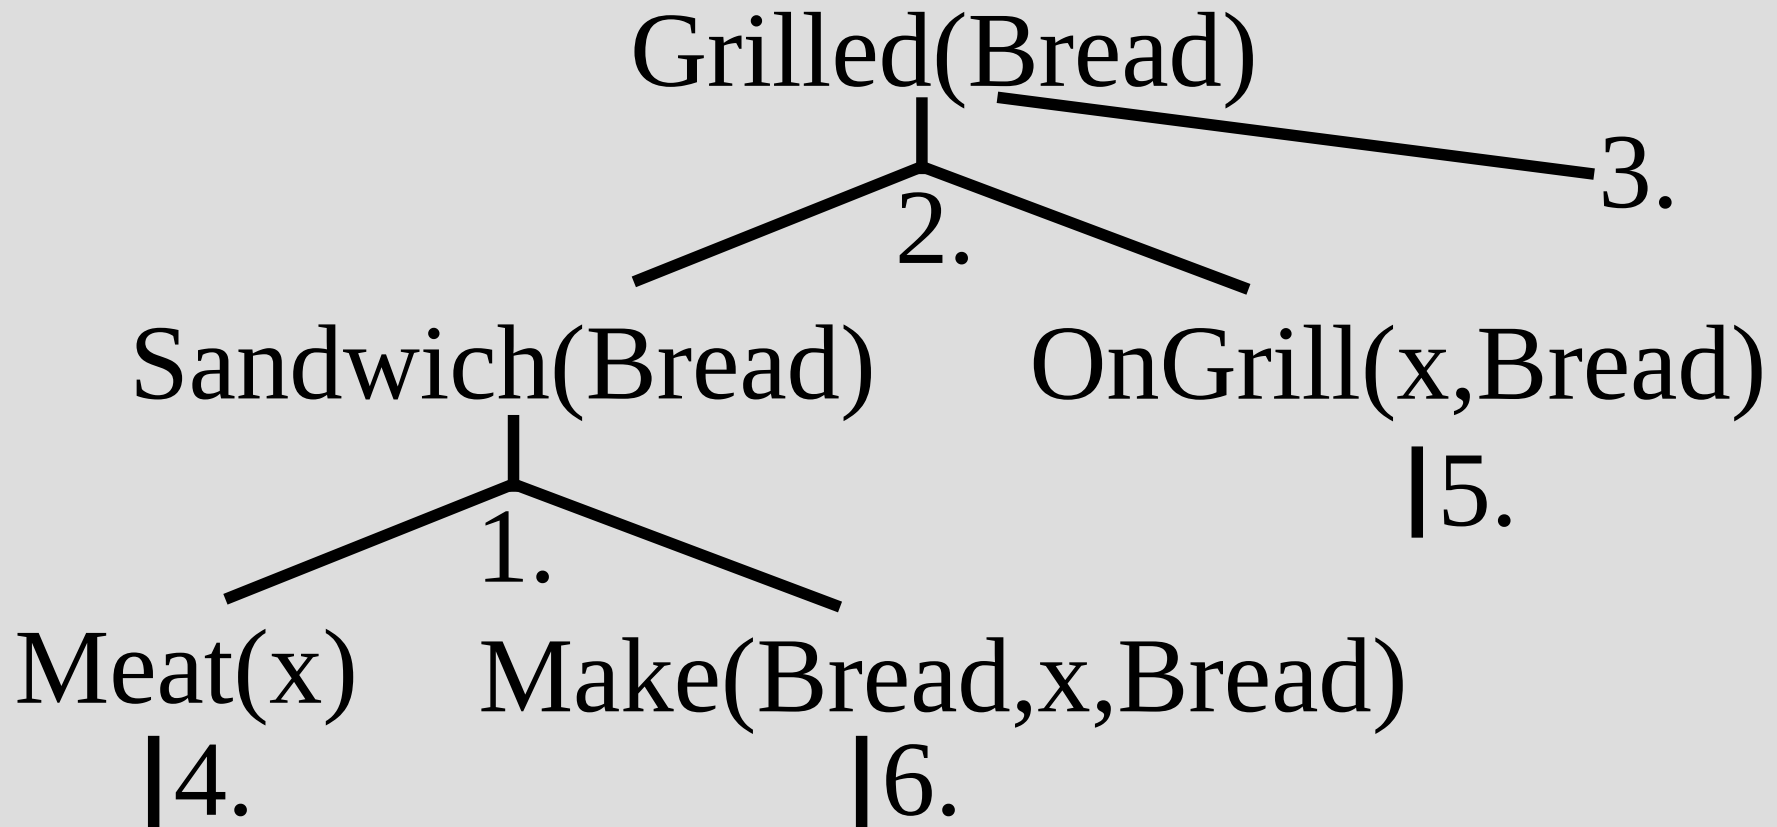 Grilled(Bread)
3.
2.
Sandwich(Bread) OnGrill(x,Bread)
5.
1.
Meat(x) Make(Bread,x,Bread)
4. 6.